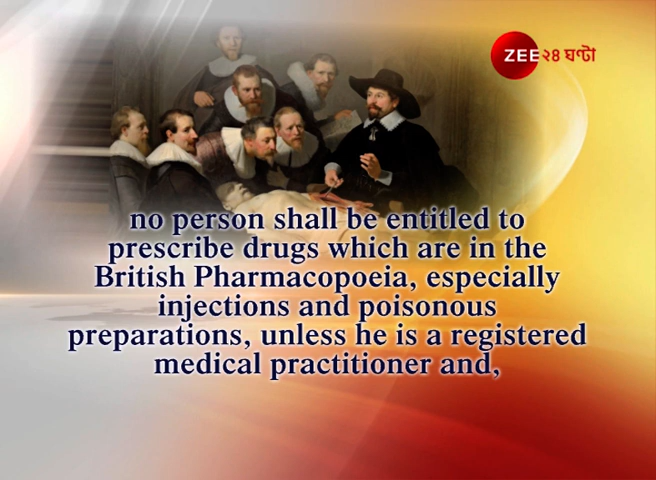 ZEE ২৪ ঘণ্টা
no person shall be entitled to
prescribe drugs which are in the
British Pharmacopoeia, especially
injections and poisonous
preparations, unless he is a registered
medical practitioner and,